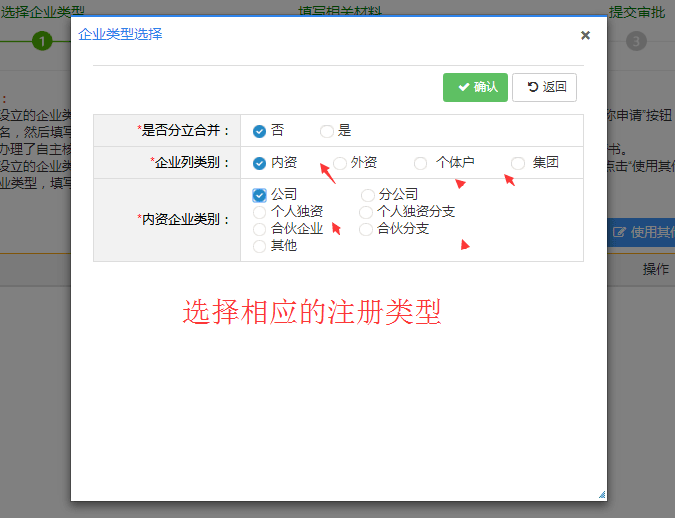 选择企业类型
填写相关材料
提交审批
1
3
企业类型选择
确认
返回
*是否分立合并：
否
是
*企业列类别：
内资
外资
个体户
集团
*内资企业类别：
公司
分公司
个人独资
个人独资分支
合伙企业
合伙分支
其他
设立的企业类
名，然后填写
办理了自主核
设立的企业类
业类型，填写
称申请"按钮
书。
点击"使用其他
使用其他
操作
选择相应的注册类型